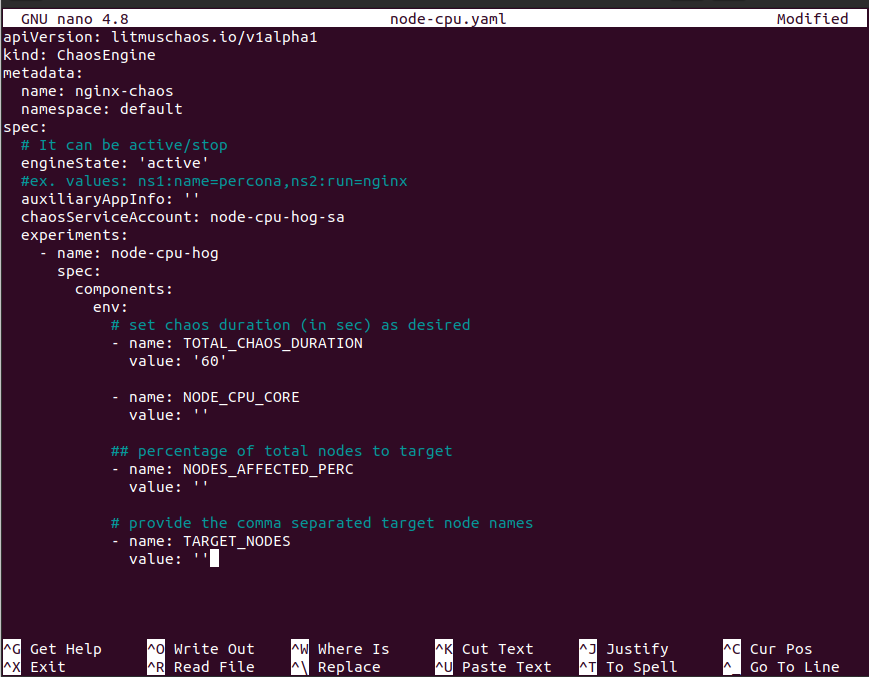 GNU nano 4.8 node-cpu.yaml Modified
apiVersion: litmuschaos.io/v1alpha1
kind: ChaosEngine
metadata:
  name: nginx-chaos
  namespace: default
spec:
  # It can be active/stop
  engineState: 'active'
  #ex. values: ns1:name=percona,ns2:run=nginx
  auxiliaryAppInfo: ''
  chaosServiceAccount: node-cpu-hog-sa
  experiments:
    - name: node-cpu-hog
      spec:
        components:
          env:
            # set chaos duration (in sec) as desired
            - name: TOTAL_CHAOS_DURATION
              value: '60'
            - name: NODE_CPU_CORE
              value: ''
            ## percentage of total nodes to target
            - name: NODES_AFFECTED_PERC
              value: ''
            # provide the comma separated target node names
            - name: TARGET_NODES
              value: ''
^G Get Help ^O Write Out ^W Where Is ^K Cut Text ^J Justify ^C Cur Pos
^X Exit ^R Read File ^\ Replace ^U Paste Text ^T To Spell ^_ Go To Line